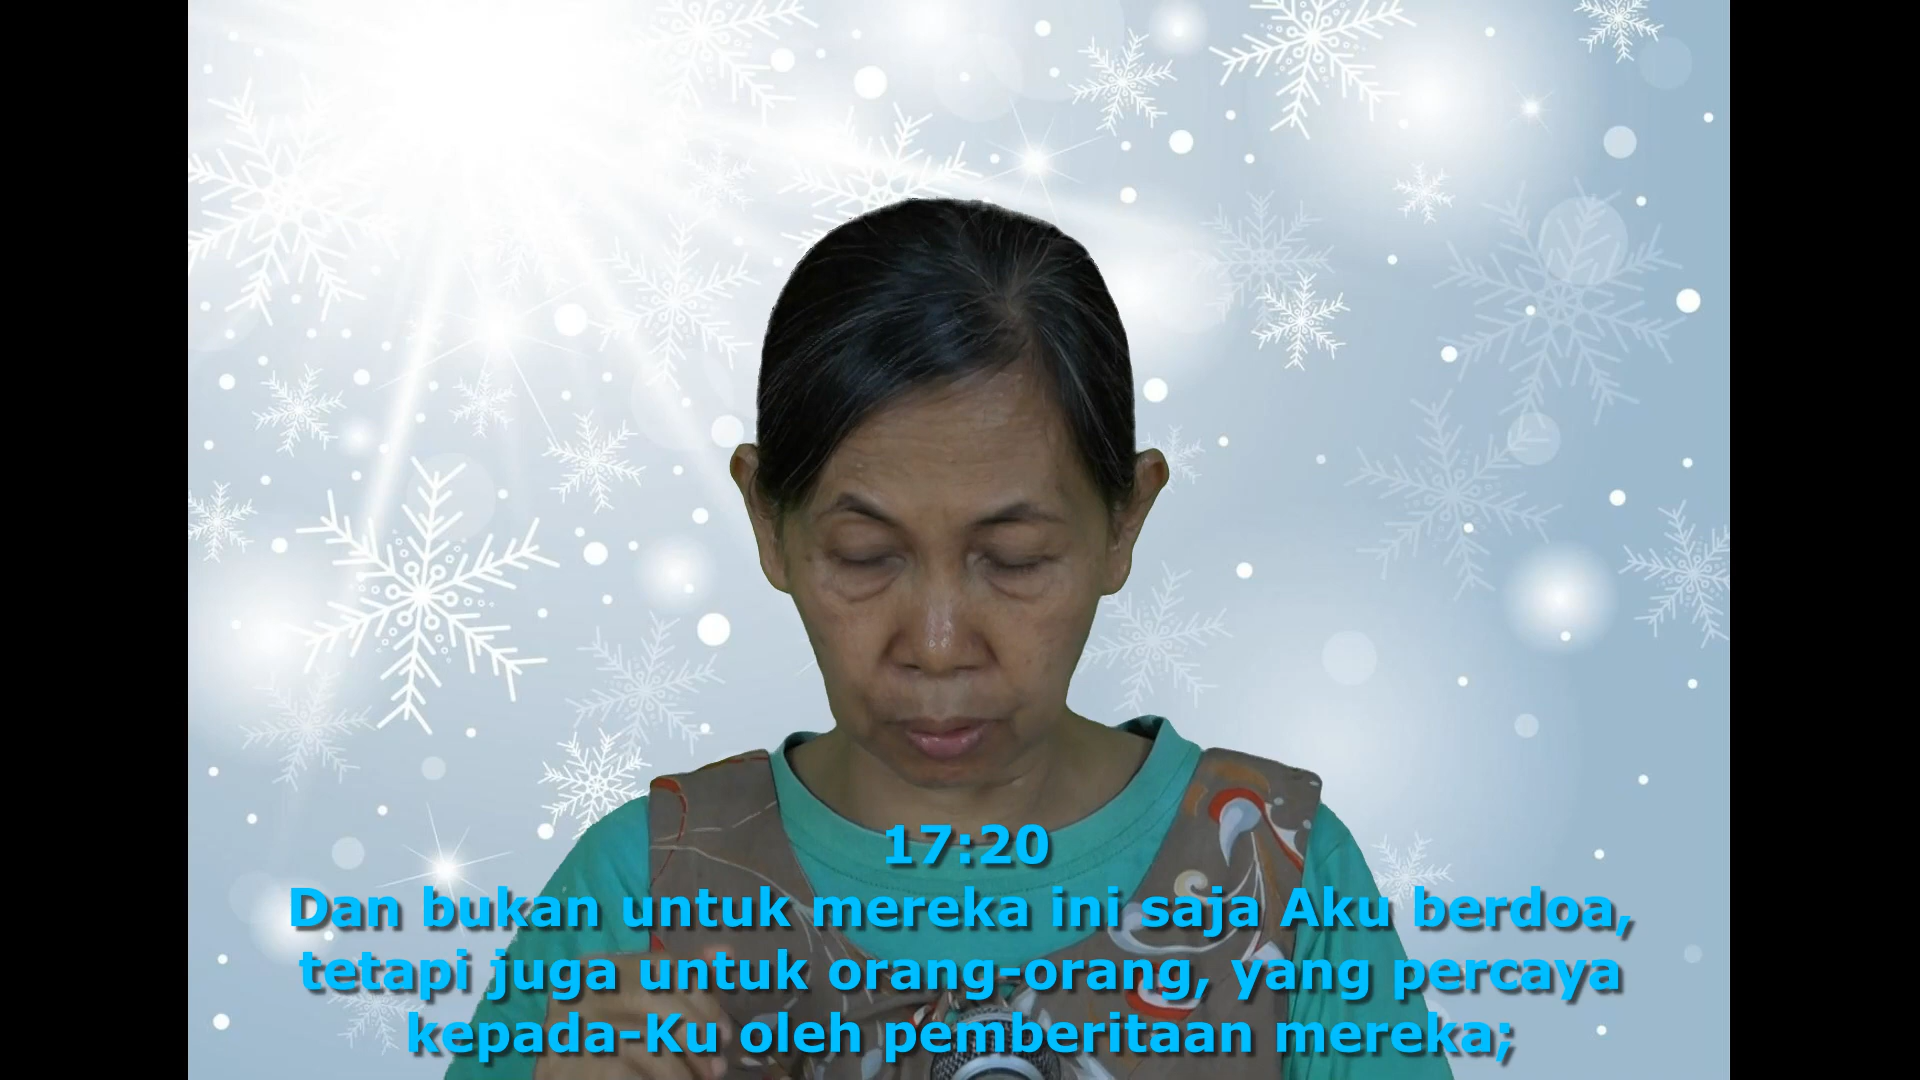 17:20
Dan bukan untuk mereka ini saja Aku berdoa,
tetapi juga untuk orang-orang, yang percaya
kepada-Ku oleh pemberitaan mereka;